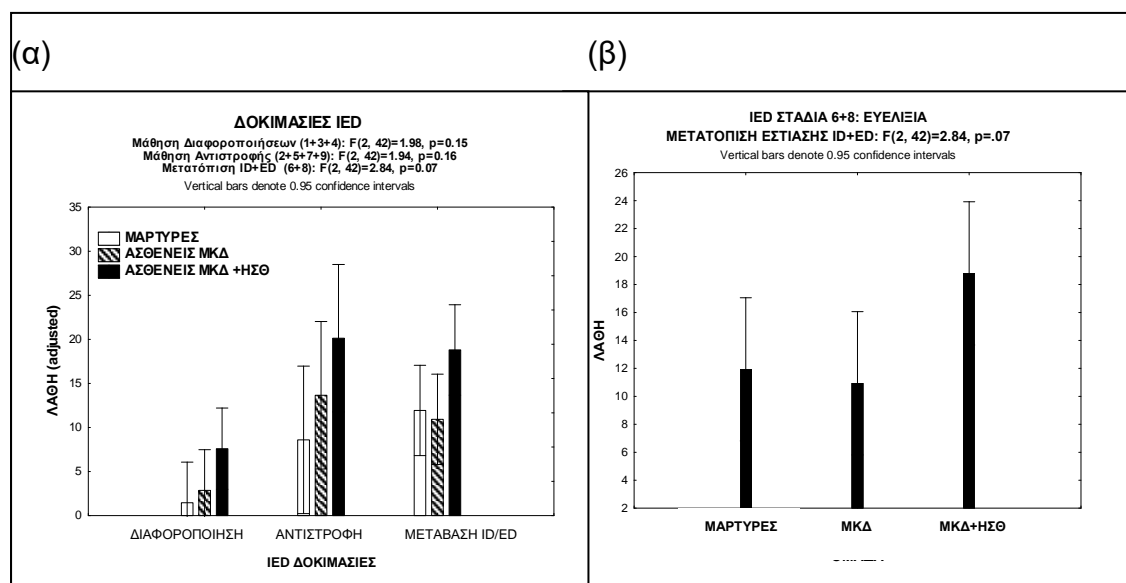 (α)
(β)
ΔΟΚΙΜΑΣΙΕΣ IED
Μάθηση Διαφοροποιήσεων (1+3+4): F(2, 42)=1.98, p=0.15
Μάθηση Αντιστροφής (2+5+7+9): F(2, 42)=1.94, p=0.16
Μετατόπιση ID+ED (6+8): F(2, 42)=2.84, p=0.07
Vertical bars denote 0.95 confidence intervals
35
30
25
20
15
10
5
0
ΛΑΘΗ (adjusted)
ΜΑΡΤΥΡΕΣ
ΑΣΘΕΝΕΙΣ ΜΚΔ
ΑΣΘΕΝΕΙΣ ΜΚΔ +ΗΣΘ
ΔΙΑΦΟΡΟΠΟΙΗΣΗ ΑΝΤΙΣΤΡΟΦΗ ΜΕΤΑΒΑΣΗ ID/ED
IED ΔΟΚΙΜΑΣΙΕΣ
IED ΣΤΑΔΙΑ 6+8: ΕΥΕΛΙΞΙΑ
ΜΕΤΑΤΟΠΙΣΗ ΕΣΤΙΑΣΗΣ ID+ED: F(2, 42)=2.84, p=.07
Vertical bars denote 0.95 confidence intervals
26
24
22
20
18
16
14
12
10
8
6
4
2
ΛΑΘΗ
ΜΑΡΤΥΡΕΣ ΜΚΔ ΜΚΔ+ΗΣΘ